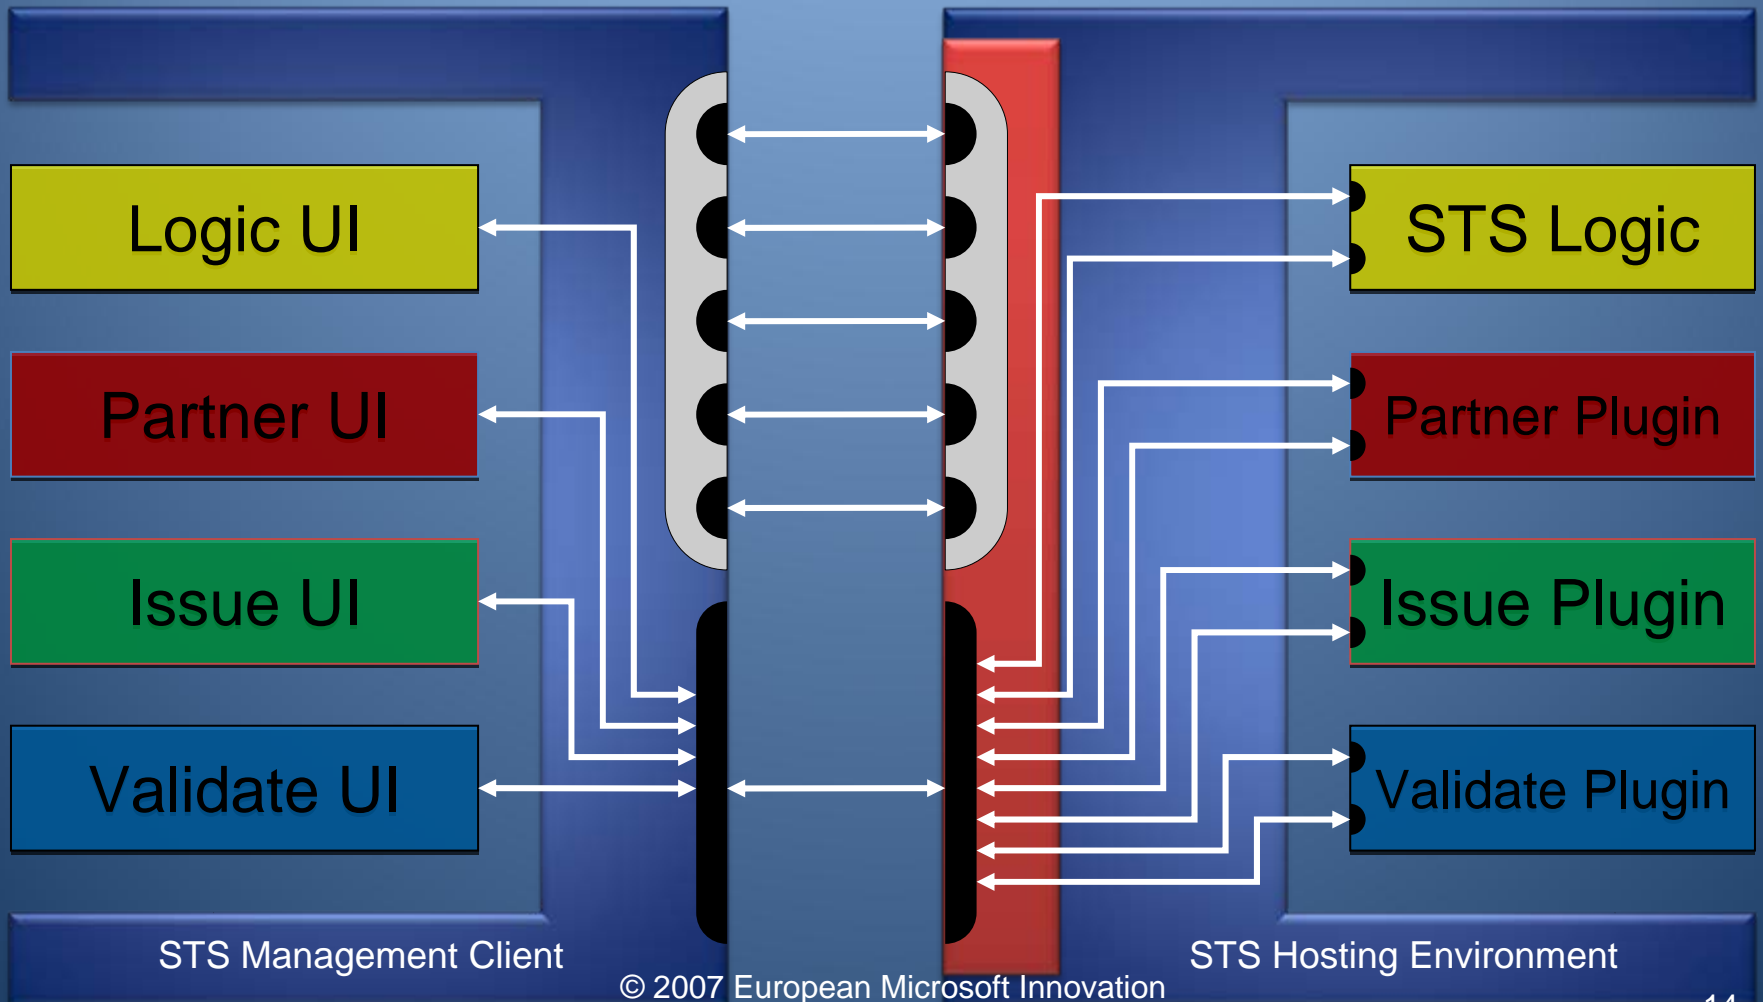 Logic UI
Partner UI
Issue UI
Validate UI
STS Logic
Partner Plugin
Issue Plugin
Validate Plugin
STS Management Client
STS Hosting Environment
© 2007 European Microsoft Innovation
14